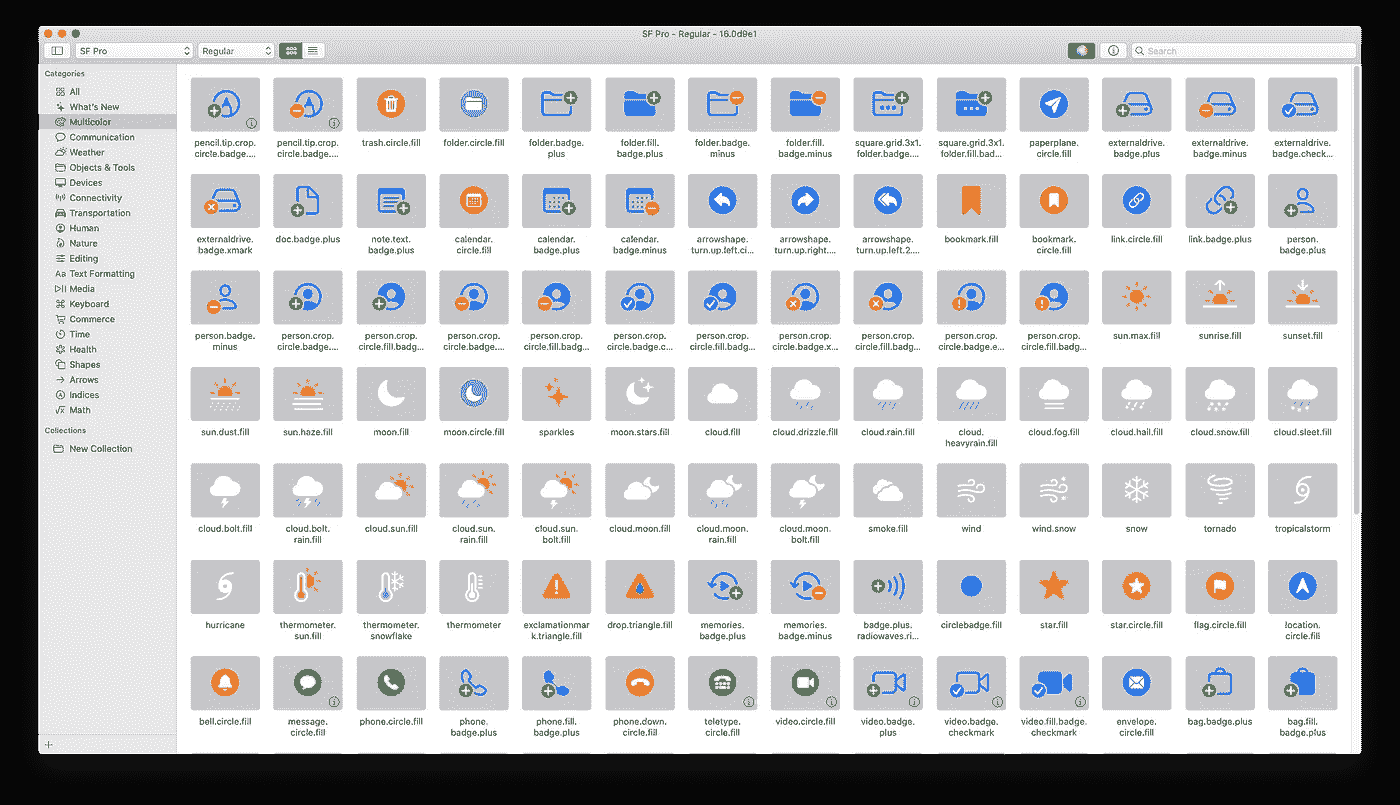 SF Pro – Regular – 16.0d9e1
SF Pro
Regular
Search
Categories
All
What's New
Multicolor
Communication
Weather
Objects & Tools
Devices
Connectivity
Transportation
Human
Nature
Editing
Text Formatting
Media
Keyboard
Commerce
Time
Health
Shapes
Arrows
Indices
Math
Collections
New Collection
pencil.tip.crop. pencil.tip.crop. trash.circle.fill folder.circle.fill folder.badge. folder.fill. folder.badge. folder.fill. square.grid.3x1. square.grid.3x1. paperplane. externaldrive. externaldrive. externaldrive.
circle.badge.... circle.badge.... plus badge.plus minus badge.minus folder.badge.... folder.fill.bad... circle.fill badge.plus badge.minus badge.check...
externaldrive. doc.badge.plus note.text. calendar. calendar. calendar. arrowshape. arrowshape. arrowshape. bookmark.fill bookmark. link.circle.fill link.badge.plus person.
badge.xmark badge.plus circle.fill badge.plus badge.minus turn.up.left.ci... turn.up.right.... turn.up.left.2.... circle.fill badge.plus
person.badge. person.crop. person.crop. person.crop. person.crop. person.crop. person.crop. person.crop. person.crop. person.crop. person.crop. sun.max.fill sunrise.fill sunset.fill
minus circle.badge.... circle.fill.badg... circle.badge.... circle.fill.badg... circle.badge.c... circle.fill.badg... circle.badge.x... circle.fill.badg... circle.badge.e... circle.fill.badg...
sun.dust.fill sun.haze.fill moon.fill moon.circle.fill sparkles moon.stars.fill cloud.fill cloud.drizzle.fill cloud.rain.fill cloud. cloud.fog.fill cloud.hail.fill cloud.snow.fill cloud.sleet.fill
heavyrain.fill
cloud.bolt.fill cloud.bolt. cloud.sun.fill cloud.sun. cloud.sun. cloud.moon.fill cloud.moon. cloud.moon. smoke.fill wind wind.snow snow tornado tropicalstorm
rain.fill rain.fill bolt.fill rain.fill bolt.fill
hurricane thermometer. thermometer. thermometer exclamationmar drop.triangle.fill memories. memories. badge.plus. circlebadge.fill star.fill star.circle.fill flag.circle.fill location.
sun.fill snowflake k.triangle.fill badge.plus badge.minus radiowaves.ri... circle.fill
bell.circle.fill message. phone.circle.fill phone. phone.fill. phone.down. teletype. video.circle.fill video.badge. video.badge. video.fill.badge. envelope. bag.badge.plus bag.fill.
circle.fill badge.plus badge.plus circle.fill circle.fill plus checkmark checkmark circle.fill badge.plus